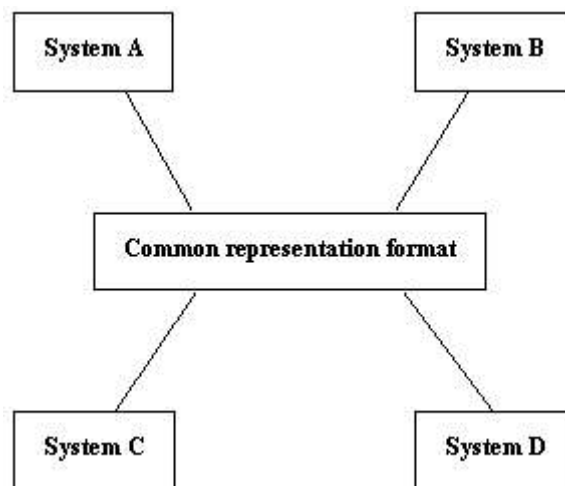 System A
System B
Common representation format
System C
System D